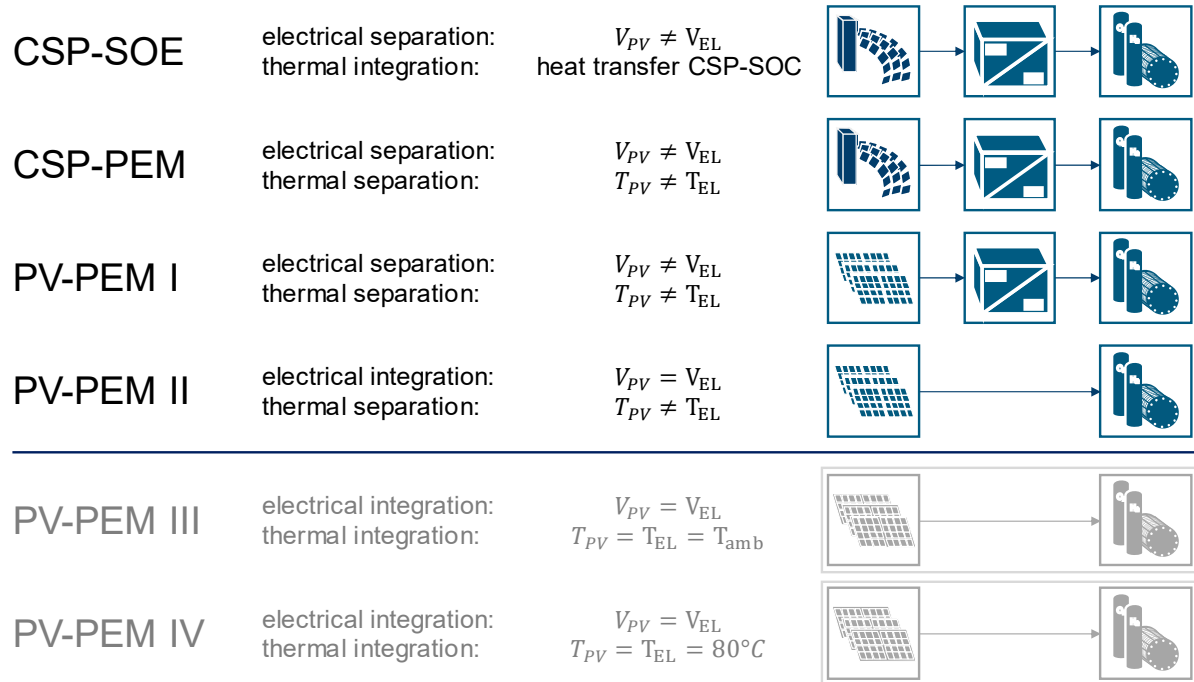 CSP-SOE electrical separation: V_PV ≠ V_EL
thermal integration: heat transfer CSP-SOC
CSP-PEM electrical separation: V_PV ≠ V_EL
thermal separation: T_PV ≠ T_EL
PV-PEM I electrical separation: V_PV ≠ V_EL
thermal separation: T_PV ≠ T_EL
PV-PEM II electrical integration: V_PV = V_EL
thermal separation: T_PV ≠ T_EL
PV-PEM III electrical integration: V_PV = V_EL
thermal integration: T_PV = T_EL = T_amb
PV-PEM IV electrical integration: V_PV = V_EL
thermal integration: T_PV = T_EL = 80°C